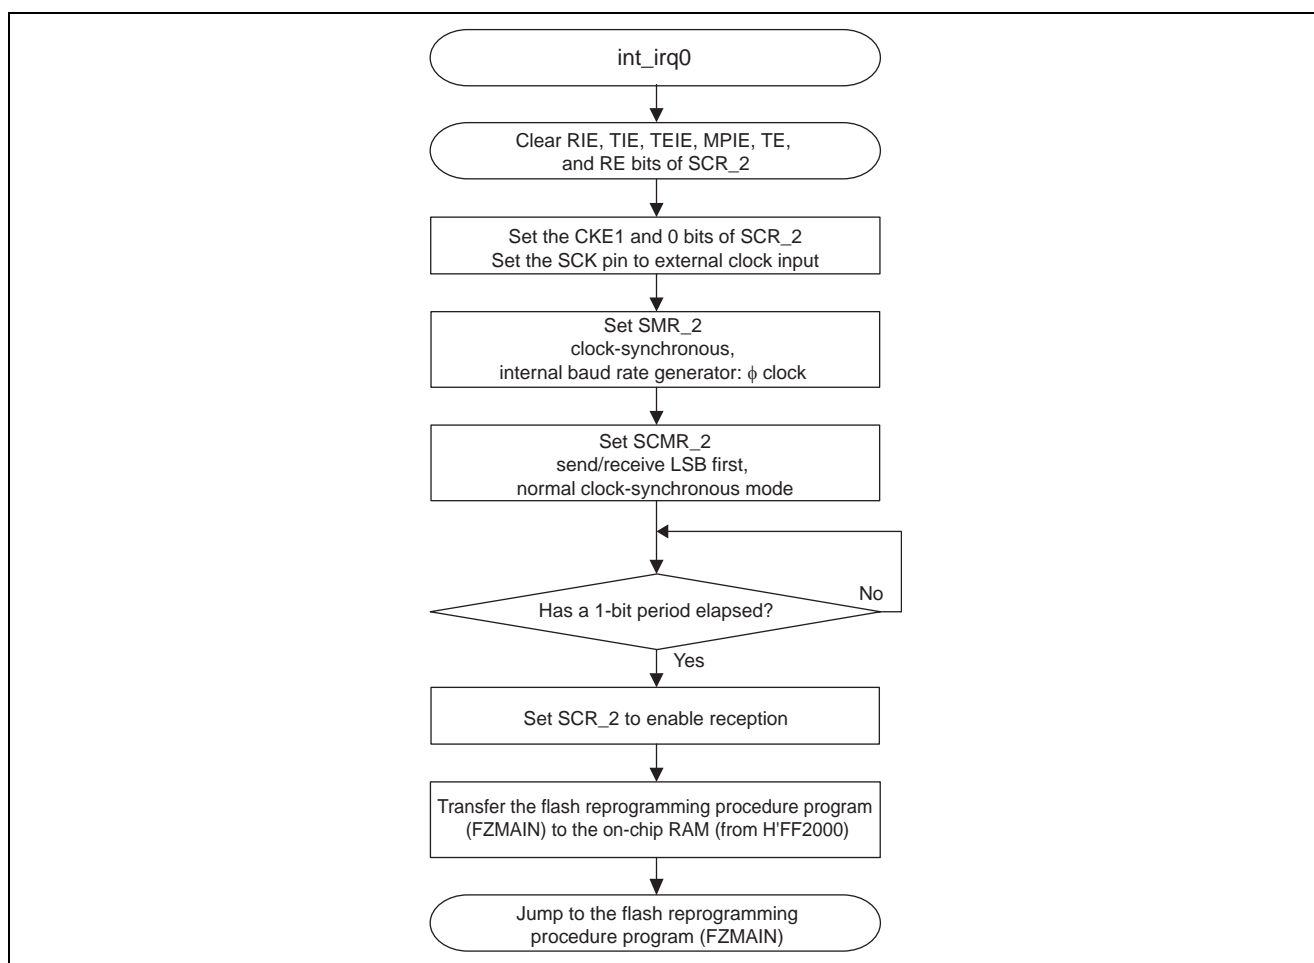 int_irq0
Clear RIE, TIE, TEIE, MPIE, TE,
and RE bits of SCR_2
Set the CKE1 and 0 bits of SCR_2
Set the SCK pin to external clock input
Set SMR_2
clock-synchronous,
internal baud rate generator: ϕ clock
Set SCMR_2
send/receive LSB first,
normal clock-synchronous mode
No
Has a 1-bit period elapsed?
Yes
Set SCR_2 to enable reception
Transfer the flash reprogramming procedure program
(FZMAIN) to the on-chip RAM (from H'FF2000)
Jump to the flash reprogramming
procedure program (FZMAIN)